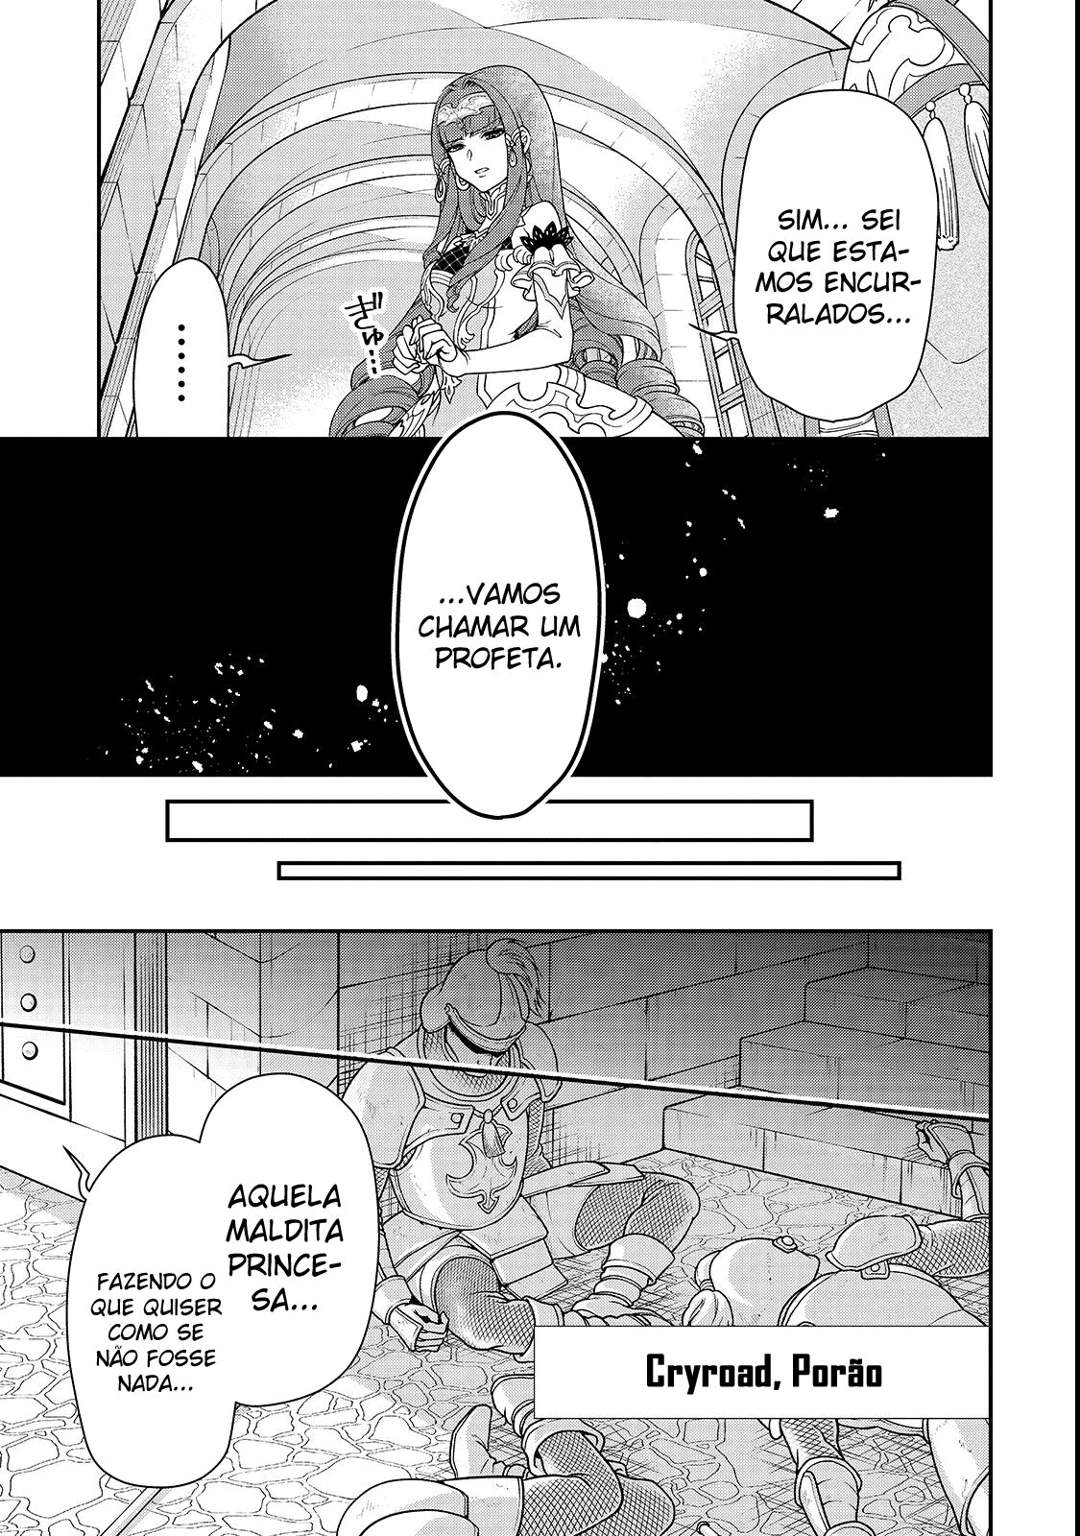 SIM... SEI
QUE ESTA-
MOS ENCUR-
RALADOS...
ぎゅ…
......
...VAMOS
CHAMAR UM
PROFETA.
AQUELA
MALDITA
PRINCE-
SA...
FAZENDO O
QUE QUISER
COMO SE
NÃO FOSSE
NADA...
Cryroad, Porão